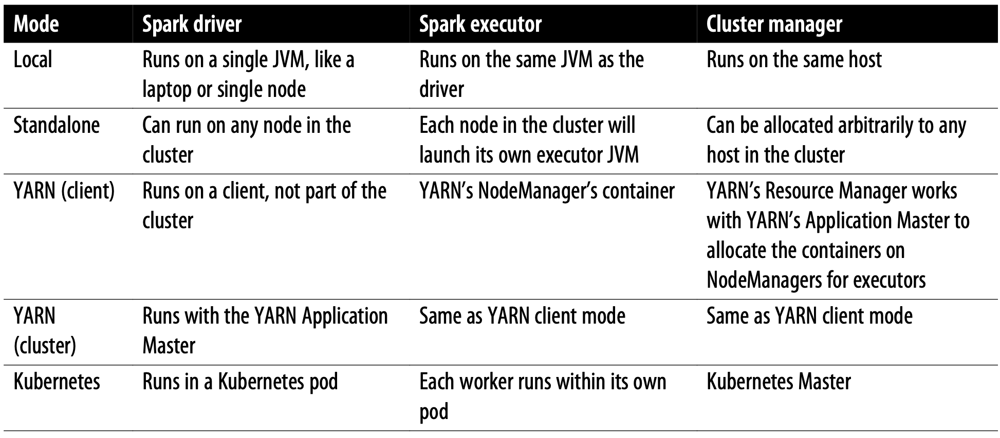 Mode Spark driver Spark executor Cluster manager
Local Runs on a single JVM, like a Runs on the same JVM as the Runs on the same host
laptop or single node driver
Standalone Can run on any node in the Each node in the cluster will Can be allocated arbitrarily to any
cluster launch its own executor JVM host in the cluster
YARN (client) Runs on a client, not part of the YARN’s NodeManager’s container YARN’s Resource Manager works
cluster with YARN’s Application Master to
allocate the containers on
NodeManagers for executors
YARN Runs with the YARN Application Same as YARN client mode Same as YARN client mode
(cluster) Master
Kubernetes Runs in a Kubernetes pod Each worker runs within its own Kubernetes Master
pod